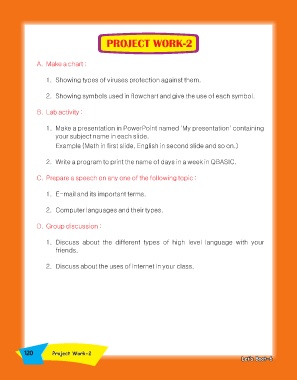 PROJECT WORK-2
A. Make a chart :
1. Showing types of viruses protection against them.
2. Showing symbols used in flowchart and give the use of each symbol.
B. Lab activity :
1. Make a presentation in PowerPoint named 'My presentation' containing
your subject name in each slide.
Example (Math in first slide, English in second slide and so on.)
2. Write a program to print the name of days in a week in QBASIC.
C. Prepare a speech on any one of the following topic :
1. E-mail and its important terms.
2. Computer languages and their types.
D. Group discussion :
1. Discuss about the different types of high level language with your
friends.
2. Discuss about the uses of Internet in your class.
120 Project Work-2